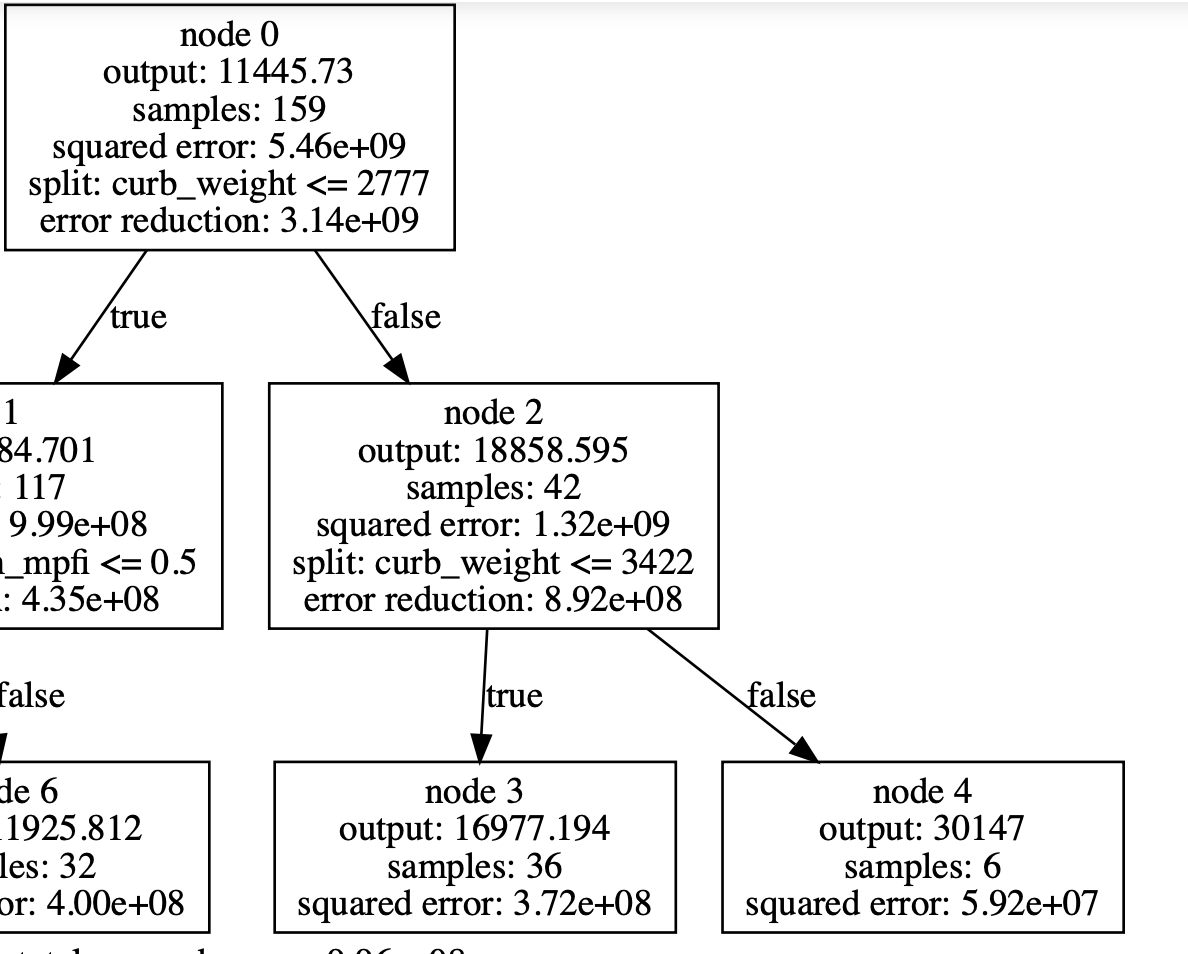 node 0
output: 11445.73
samples: 159
squared error: 5.46e+09
split: curb_weight <= 2777
error reduction: 3.14e+09
true
false
1
84.701
: 117
9.99e+08
_mpfi <= 0.5
: 4.35e+08
node 2
output: 18858.595
samples: 42
squared error: 1.32e+09
split: curb_weight <= 3422
error reduction: 8.92e+08
false
true
false
de 6
11925.812
les: 32
or: 4.00e+08
node 3
output: 16977.194
samples: 36
squared error: 3.72e+08
node 4
output: 30147
samples: 6
squared error: 5.92e+07